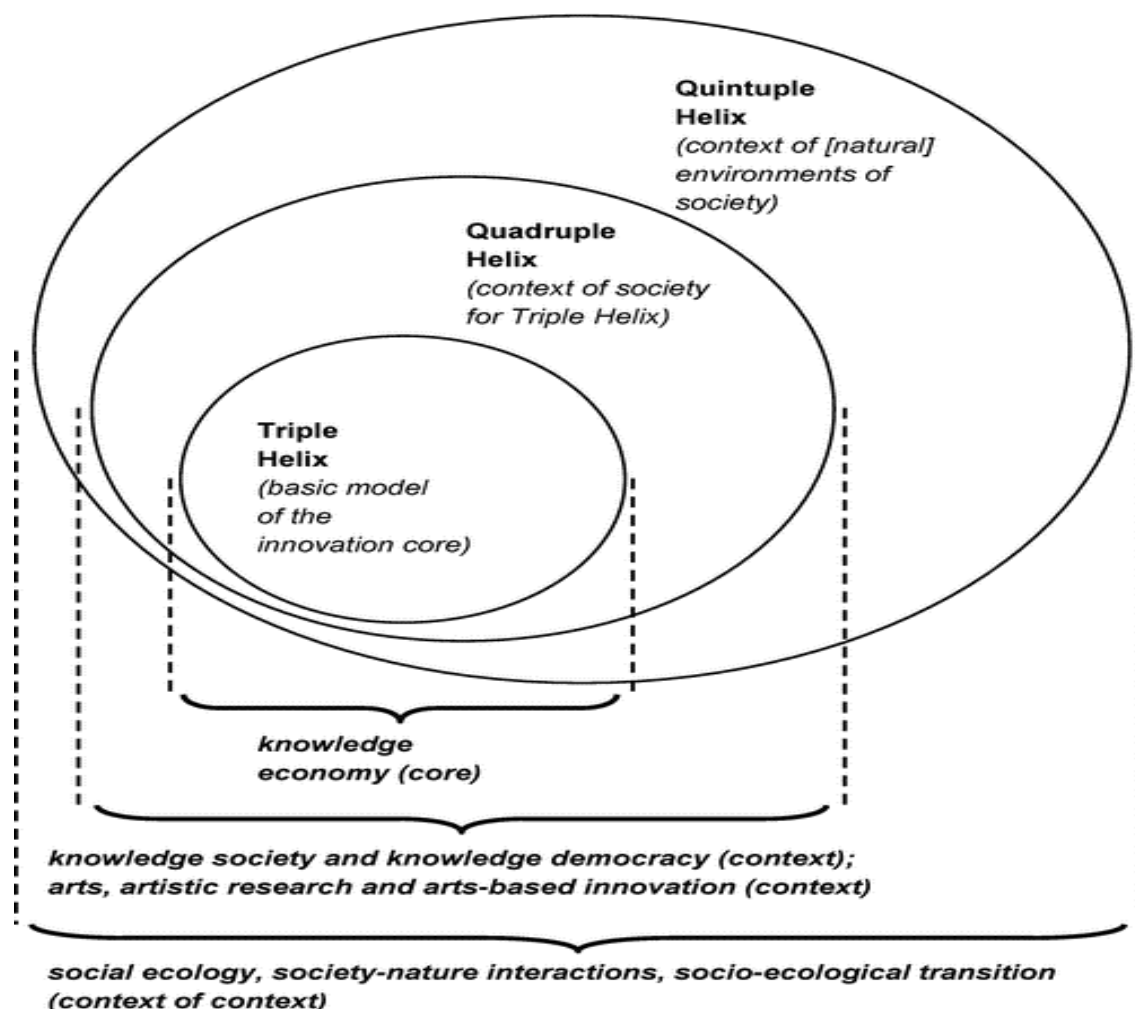 Quintuple
Helix
(context of [natural]
environments of
society)
Quadruple
Helix
(context of society
for Triple Helix)
Triple
Helix
(basic model
of the
innovation core)
knowledge
economy (core)
knowledge society and knowledge democracy (context);
arts, artistic research and arts-based innovation (context)
social ecology, society-nature interactions, socio-ecological transition
(context of context)